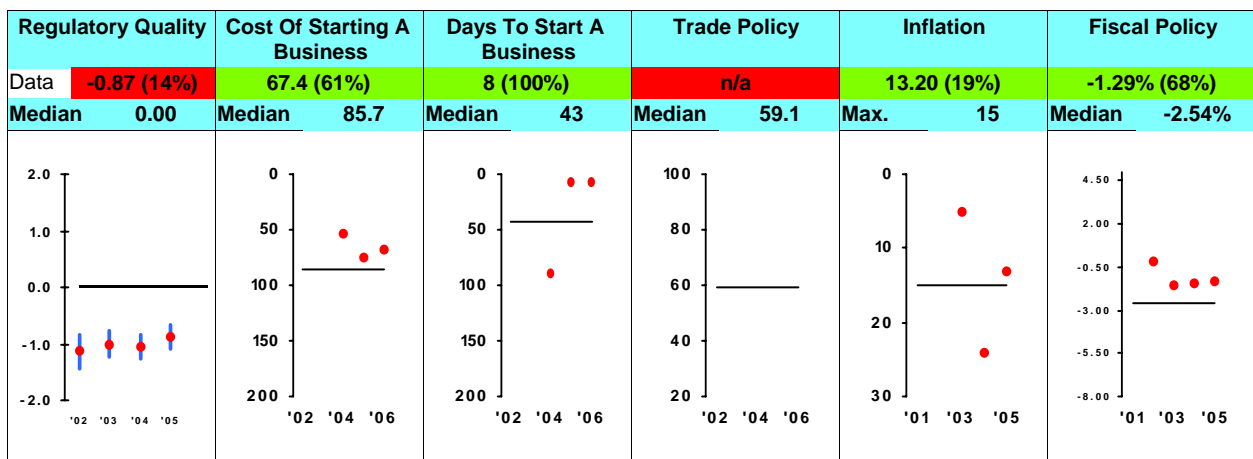 Regulatory Quality
Cost Of Starting A
Business
Days To Start A
Business
Trade Policy
Inflation
Fiscal Policy
Data -0.87 (14%) 67.4 (61%) 8 (100%) n/a 13.20 (19%) -1.29% (68%)
Median 0.00 Median 85.7 Median 43 Median 59.1 Max. 15 Median -2.54%
2.0
1.0
0.0
-1.0
-2.0
'02 '03 '04 '05
0
50
100
150
200
'02 '04 '06
0
50
100
150
200
'02 '04 '06
100
80
60
40
20
'02 '04 '06
0
10
20
30
'01 '03 '05
4.50
2.00
-0.50
-3.00
-5.50
-8.00
'01 '03 '05